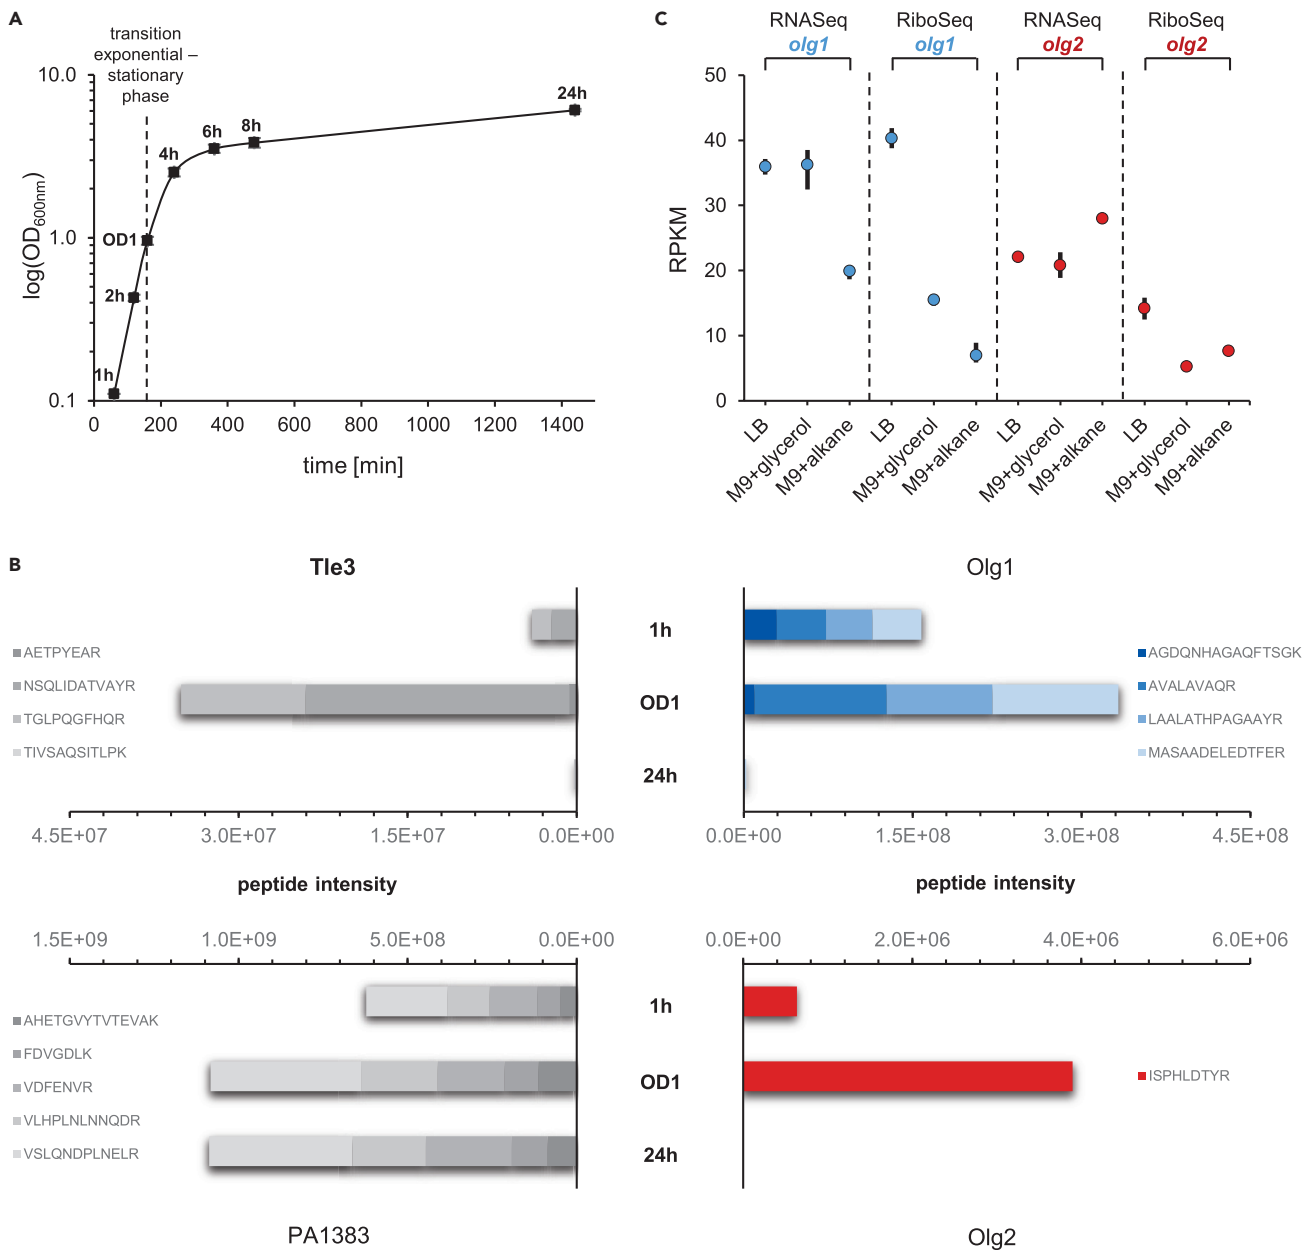 A
transition
exponential –
stationary
phase
10.0
1.0
0.1
log(OD600nm)
1h
2h
OD1
4h
6h
8h
24h
0 200 400 600 800 1000 1200 1400
time [min]
C
RNASeq RiboSeq RNASeq RiboSeq
olg1 olg1 olg2 olg2
50
40
30
20
10
0
RPKM
LB
M9+glycerol
M9+alkane
LB
M9+glycerol
M9+alkane
LB
M9+glycerol
M9+alkane
LB
M9+glycerol
M9+alkane
B
Tle3
AETPYEAR
NSQLIDATVAYR
TGLPQGFHQR
TIVSAQSITLPK
4.5E+07 3.0E+07 1.5E+07 0.0E+00
peptide intensity
1h
OD1
24h
Olg1
AGDQNHAGAQFTSGK
AVALAVAQR
LAALATHPAGAAYR
MASAADELEDTFER
0.0E+00 1.5E+08 3.0E+08 4.5E+08
peptide intensity
1.5E+09 1.0E+09 5.0E+08 0.0E+00
AHETGVYTVTEVAK
FDVGDLK
VDFENVR
VLHPLNLNNQDR
VSLQNDPLNELR
PA1383
1h
OD1
24h
0.0E+00 2.0E+06 4.0E+06 6.0E+06
ISPHLDTYR
Olg2